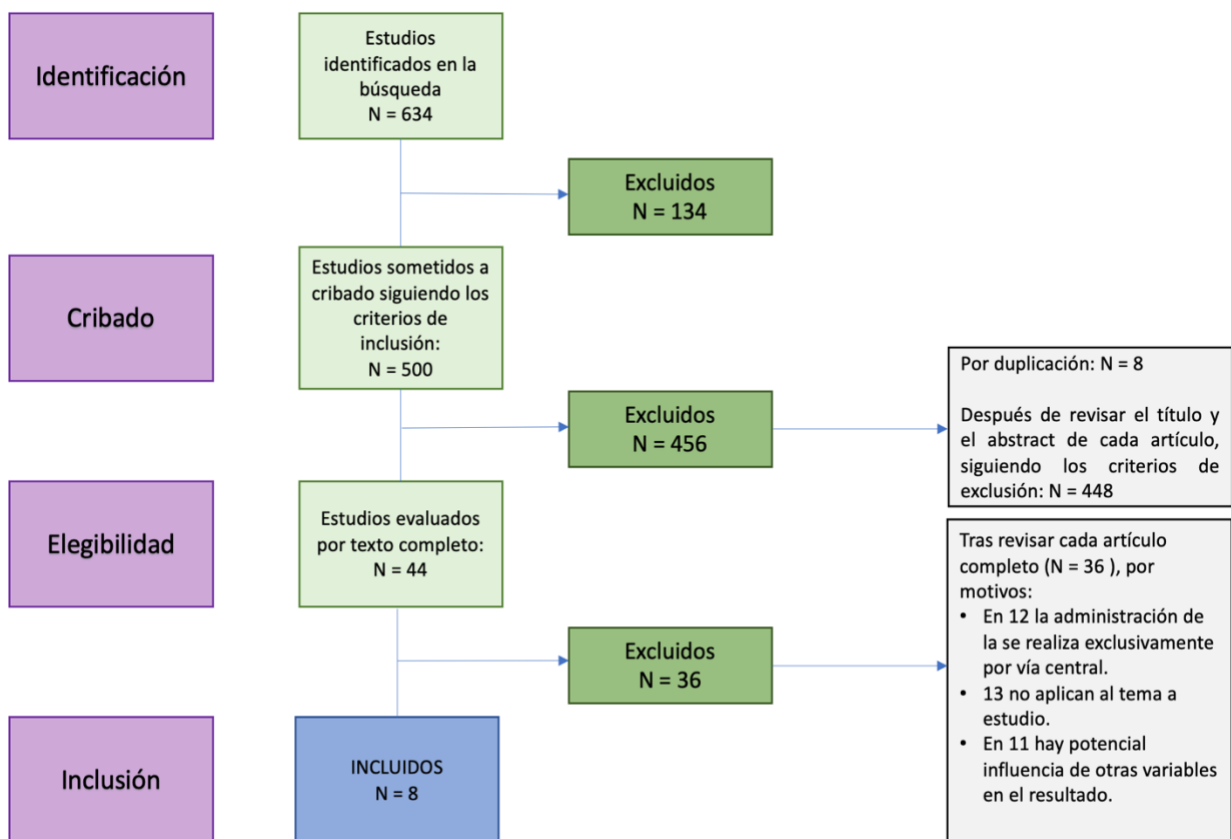 Identificación
Estudios
identificados en la
búsqueda
N = 634
Excluidos
N = 134
Cribado
Estudios sometidos a
cribado siguiendo los
criterios de
inclusión:
N = 500
Excluidos
N = 456
Por duplicación: N = 8
Después de revisar el título y
el abstract de cada artículo,
siguiendo los criterios de
exclusión: N = 448
Elegibilidad
Estudios evaluados
por texto completo:
N = 44
Excluidos
N = 36
Tras revisar cada artículo
completo (N = 36 ), por
motivos:
• En 12 la administración de
la se realiza exclusivamente
por vía central.
• 13 no aplican al tema a
estudio.
• En 11 hay potencial
influencia de otras variables
en el resultado.
Inclusión
INCLUIDOS
N = 8